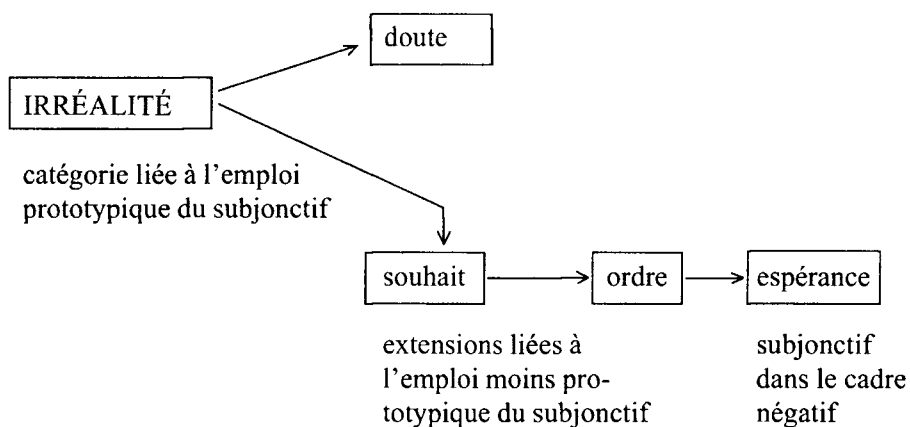 doute
IRRÉALITÉ
catégorie liée à l'emploi
prototypique du subjonctif
souhait
ordre
espérance
extensions liées à
l'emploi moins pro-
totypique du subjonctif
subjonctif
dans le cadre
négatif